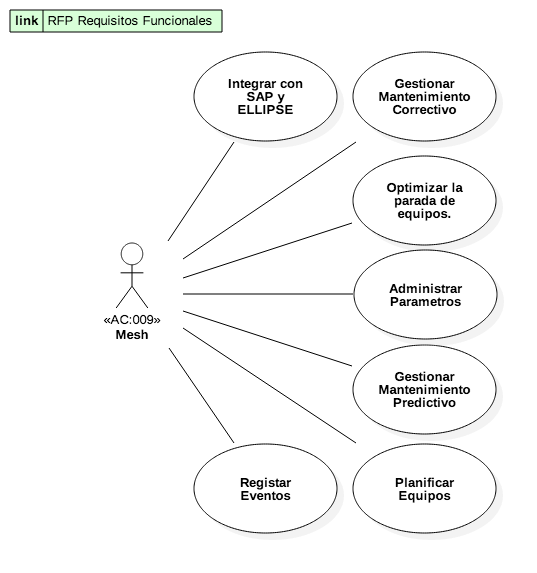 link RFP Requisitos Funcionales
Integrar con
SAP y
ELLIPSE
Gestionar
Mantenimiento
Correctivo
Optimizar la
parada de
equipos.
«AC:009»
Mesh
Administrar
Parametros
Gestionar
Mantenimiento
Predictivo
Registar
Eventos
Planificar
Equipos